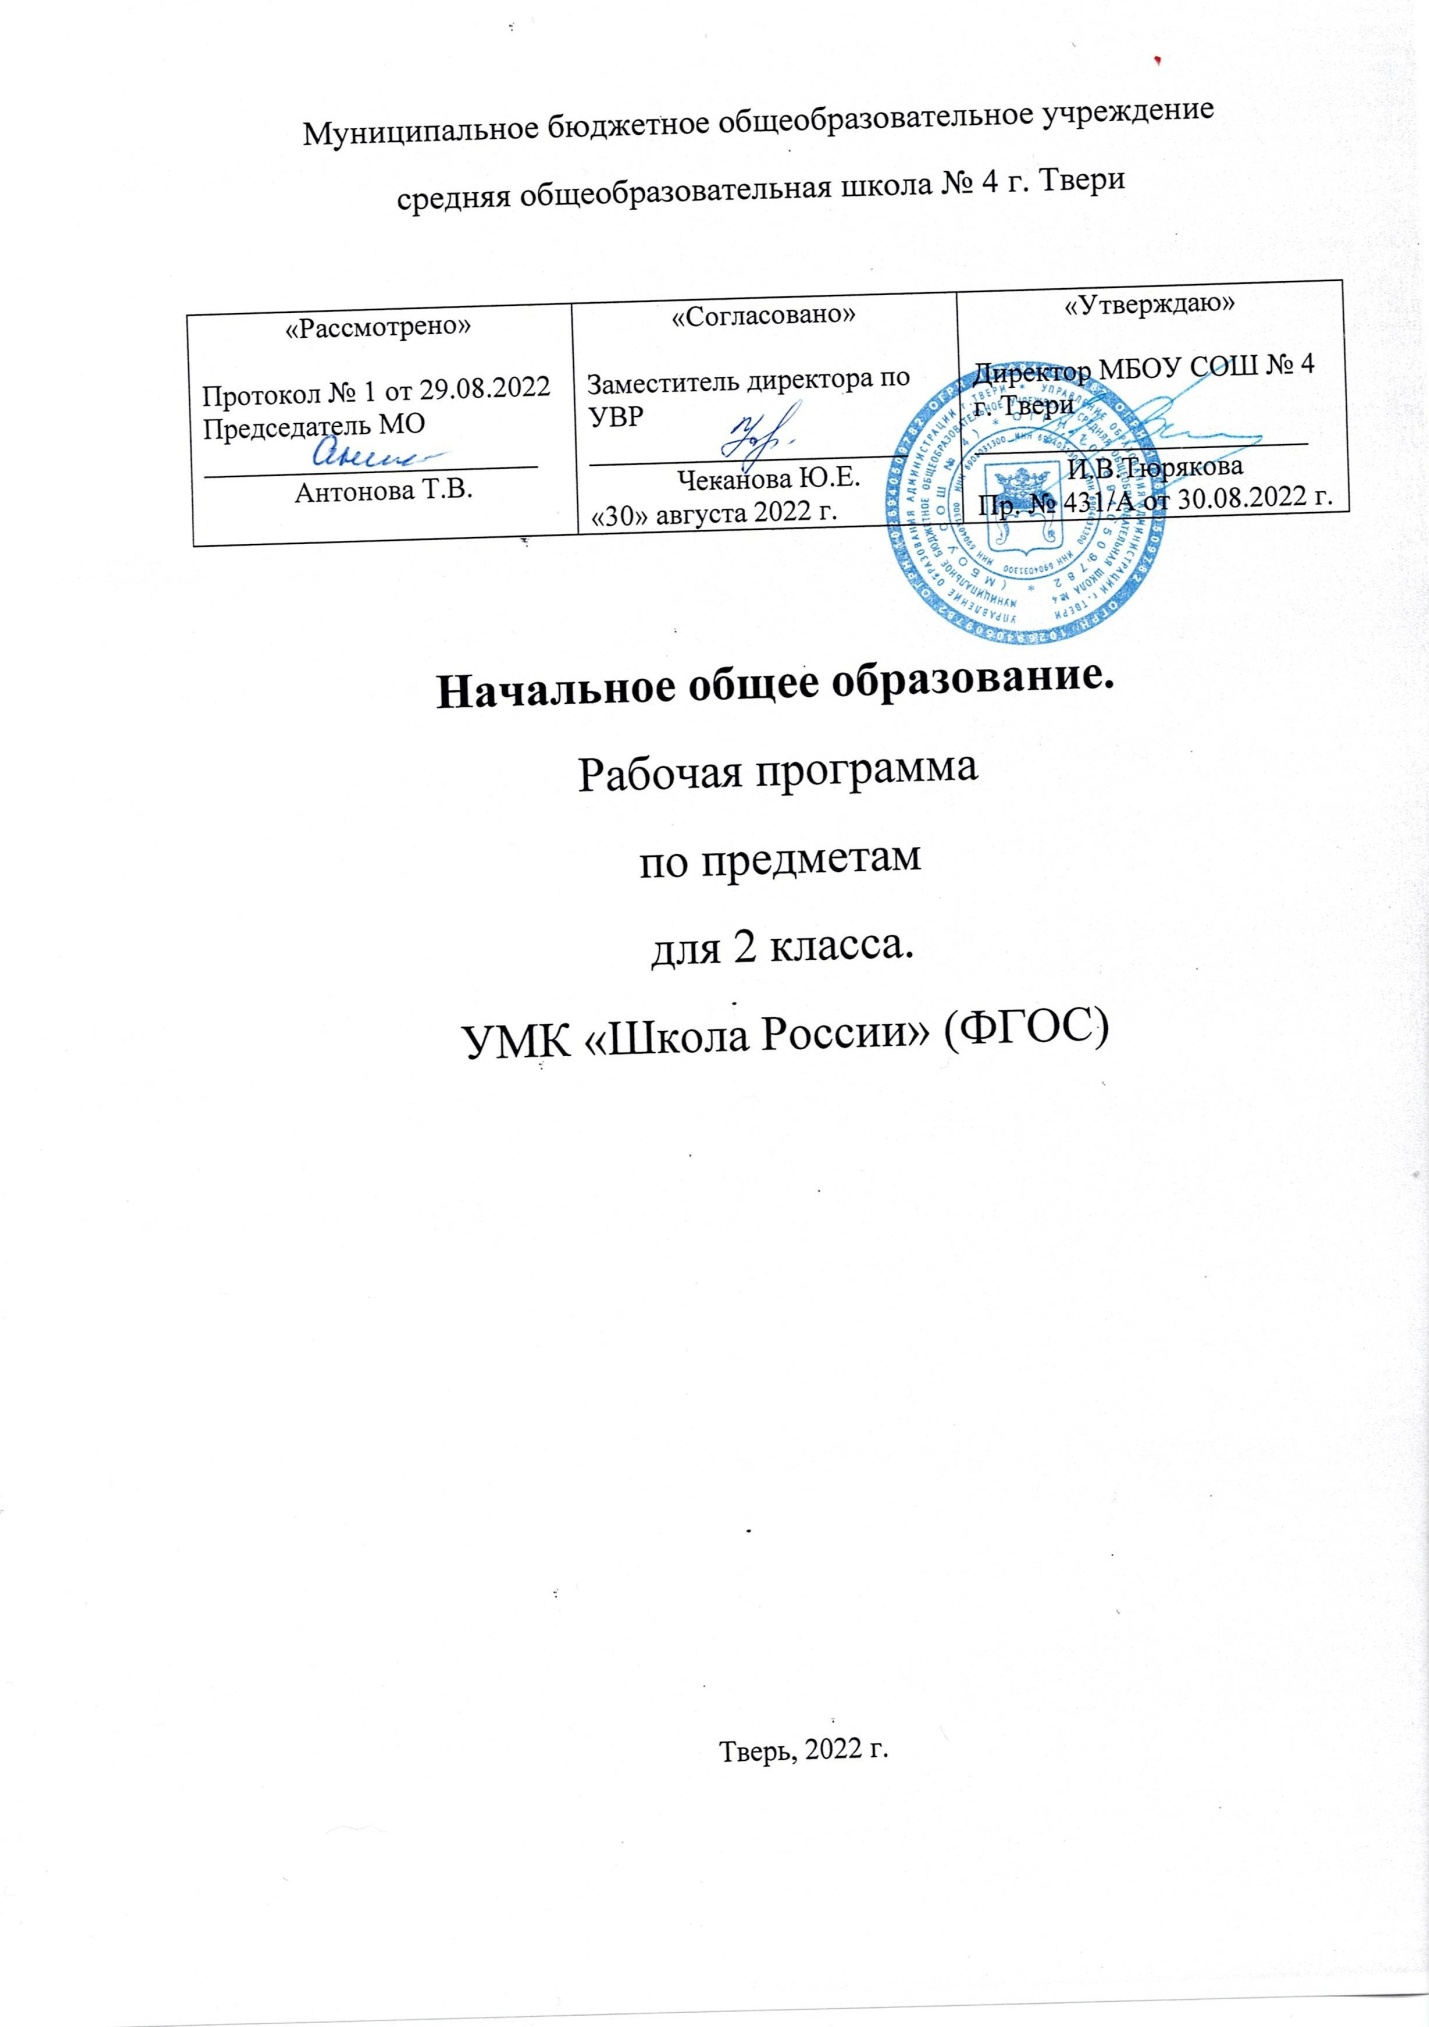 Муниципальное бюджетное общеобразовательное учреждение
средняя общеобразовательная школа № 4 г. Твери
«Рассмотрено»
Протокол № 1 от 29.08.2022
Председатель МО
Антонова Т.В.
«Согласовано»
Заместитель директора по
УВР
Чеканова Ю.Е.
«30» августа 2022 г.
«Утверждаю»
Директор МБОУ СОШ № 4
г. Твери
И.В.Тюрякова
Пр. № 431/А от 30.08.2022 г.
Начальное общее образование.
Рабочая программа
по предметам
для 2 класса.
УМК «Школа России» (ФГОС)
Тверь, 2022 г.